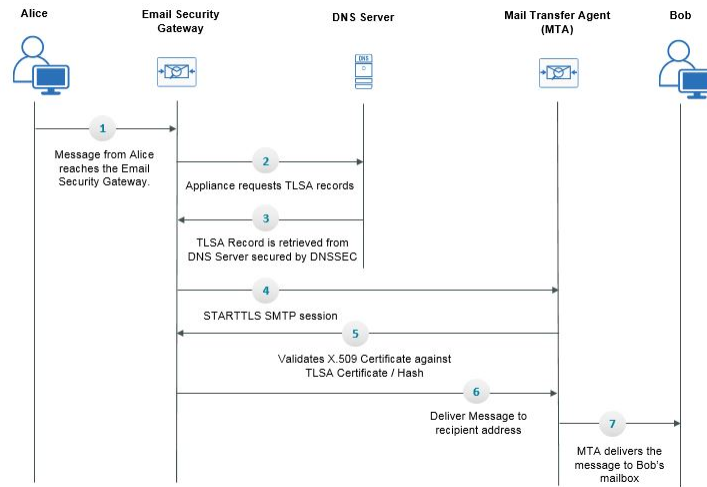 Alice
Email Security
Gateway
DNS Server
Mail Transfer Agent
(MTA)
Bob
DNS
1
Message from Alice
reaches the Email
Security Gateway.
2
Appliance requests TLSA records
3
TLSA Record is retrieved from
DNS Server secured by DNSSEC
4
STARTTLS SMTP session
5
Validates X.509 Certificate against
TLSA Certificate / Hash
6
Deliver Message to
recipient address
7
MTA delivers the
message to Bob's
mailbox